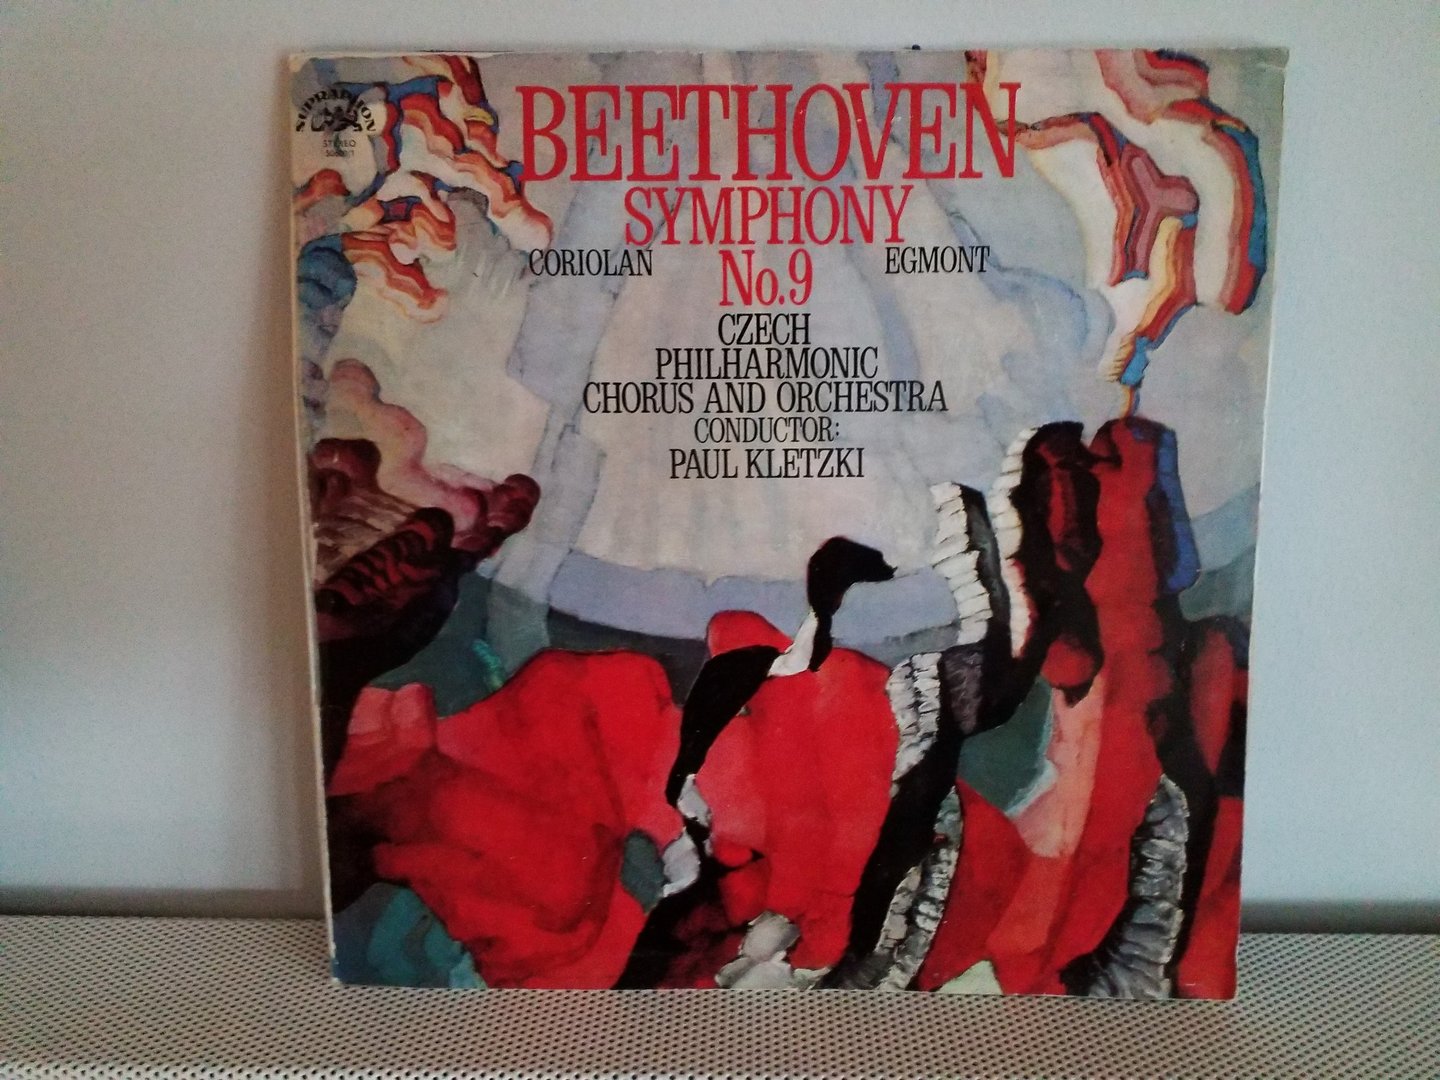 SUPRAPHON
STEREO
BEETHOVEN
SYMPHONY
CORIOLAN
No.9
EGMONT
CZECH
PHILHARMONIC
CHORUS AND ORCHESTRA
CONDUCTOR:
PAUL KLETZKI